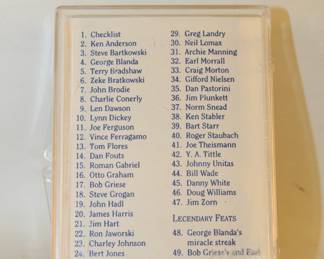 1. Checklist
2. Ken Anderson
3. Steve Bartkowski
4. George Blanda
5. Terry Bradshaw
6. Zeke Bratkowski
7. John Brodie
8. Charlie Conerly
9. Len Dawson
10. Lynn Dickey
11. Joe Ferguson
12. Vince Ferragamo
13. Tom Flores
14. Dan Fouts
15. Roman Gabriel
16. Otto Graham
17. Bob Griese
18. Steve Grogan
19. John Hadl
20. James Harris
21. Jim Hart
22. Ron Jaworski
23. Charley Johnson
24. Bert Jones
29. Greg Landry
30. Neil Lomax
31. Archie Manning
32. Earl Morrall
33. Craig Morton
34. Gifford Nielsen
35. Dan Pastorini
36. Jim Plunkett
37. Norm Snead
38. Ken Stabler
39. Bart Starr
40. Roger Staubach
41. Joe Theismann
42. Y. A. Tittle
43. Johnny Unitas
44. Bill Wade
45. Danny White
46. Doug Williams
47. Jim Zorn
LEGENDARY FEATS
48. George Blanda's
miracle streak
49. Bob Griese's and Earl